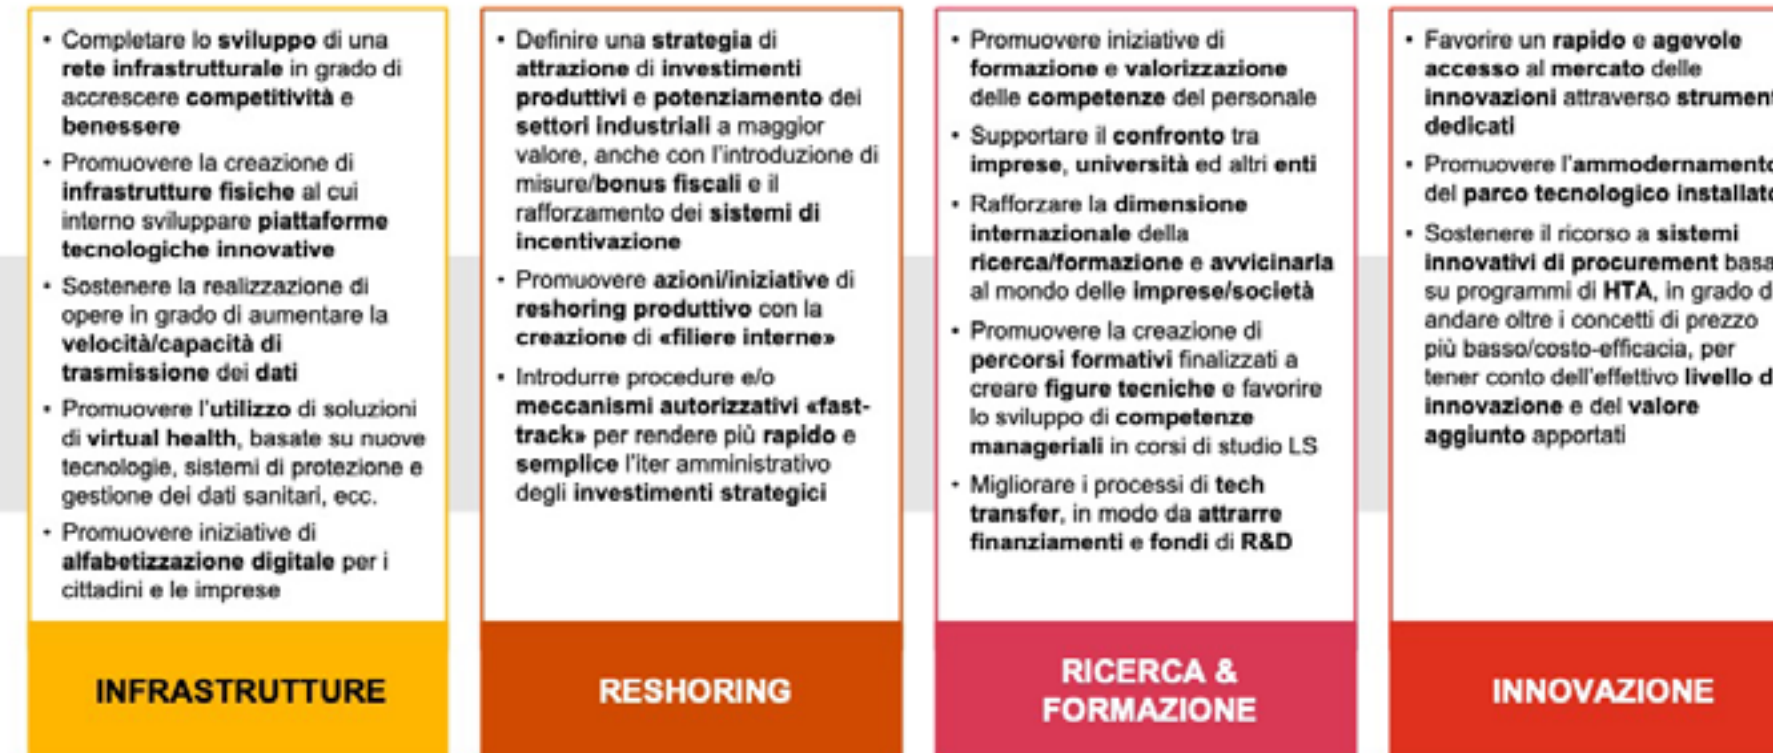 • Completare lo sviluppo di una
rete infrastrutturale in grado di
accrescere competitività e
benessere
• Promuovere la creazione di
infrastrutture fisiche al cui
interno sviluppare piattaforme
tecnologiche innovative
• Sostenere la realizzazione di
opere in grado di aumentare la
velocità/capacità di
trasmissione dei dati
• Promuovere l'utilizzo di soluzioni
di virtual health, basate su nuove
tecnologie, sistemi di protezione e
gestione dei dati sanitari, ecc.
• Promuovere iniziative di
alfabetizzazione digitale per i
cittadini e le imprese
INFRASTRUTTURE
• Definire una strategia di
attrazione di investimenti
produttivi e potenziamento dei
settori industriali a maggior
valore, anche con l'introduzione di
misure/bonus fiscali e il
rafforzamento dei sistemi di
incentivazione
• Promuovere azioni/iniziative di
reshoring produttivo con la
creazione di «filiere interne»
• Introdurre procedure e/o
meccanismi autorizzativi «fast-
track» per rendere più rapido e
semplice l'iter amministrativo
degli investimenti strategici
RESHORING
• Promuovere iniziative di
formazione e valorizzazione
delle competenze del personale
• Supportare il confronto tra
imprese, università ed altri enti
• Rafforzare la dimensione
internazionale della
ricerca/formazione e avvicinarla
al mondo delle imprese/società
• Promuovere la creazione di
percorsi formativi finalizzati a
creare figure tecniche e favorire
lo sviluppo di competenze
manageriali in corsi di studio LS
• Migliorare i processi di tech
transfer, in modo da attrarre
finanziamenti e fondi di R&D
RICERCA &
FORMAZIONE
• Favorire un rapido e agevole
accesso al mercato delle
innovazioni attraverso
dedicati
• Promuovere l'ammodernamento
del parco tecnologico
• Sostenere il ricorso a sistemi
innovativi di procurement
su programmi di HTA, in grado
andare oltre i concetti di prezzo
più basso/costo-efficacia, per
tener conto dell'effettivo livello
innovazione e del valore
aggiunto apportati
INNOVAZIONE